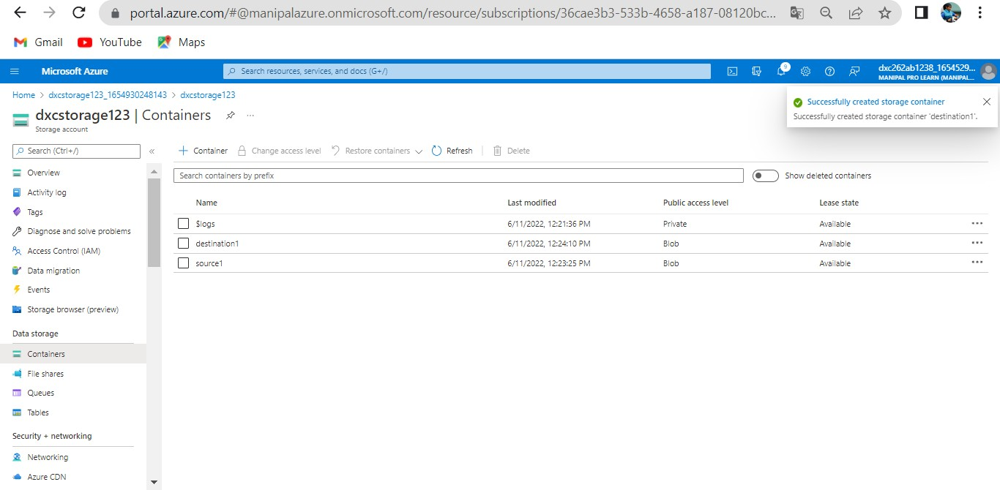 portal.azure.com/#@manipalazure.onmicrosoft.com/resource/subscriptions/36cae3b3-533b-4658-a187-08120bc...
Gmail YouTube Maps
Microsoft Azure Search resources, services, and docs (G+/) 9 dxc262ab1238_1654529...
MANIPAL PRO LEARN (MANIPAL...
Home > dxcstorage123_1654930248143 > dxcstorage123
Successfully created storage container
Successfully created storage container 'destination1'.
dxcstorage123 | Containers ...
Storage account
Search (Ctrl+/) «
Container Change access level Restore containers Refresh Delete
Search containers by prefix Show deleted containers
Name Last modified Public access level Lease state
$logs 6/11/2022, 12:21:36 PM Private Available ...
destination1 6/11/2022, 12:24:10 PM Blob Available ...
source1 6/11/2022, 12:23:25 PM Blob Available ...
Overview
Activity log
Tags
Diagnose and solve problems
Access Control (IAM)
Data migration
Events
Storage browser (preview)
Data storage
Containers
File shares
Queues
Tables
Security + networking
Networking
Azure CDN